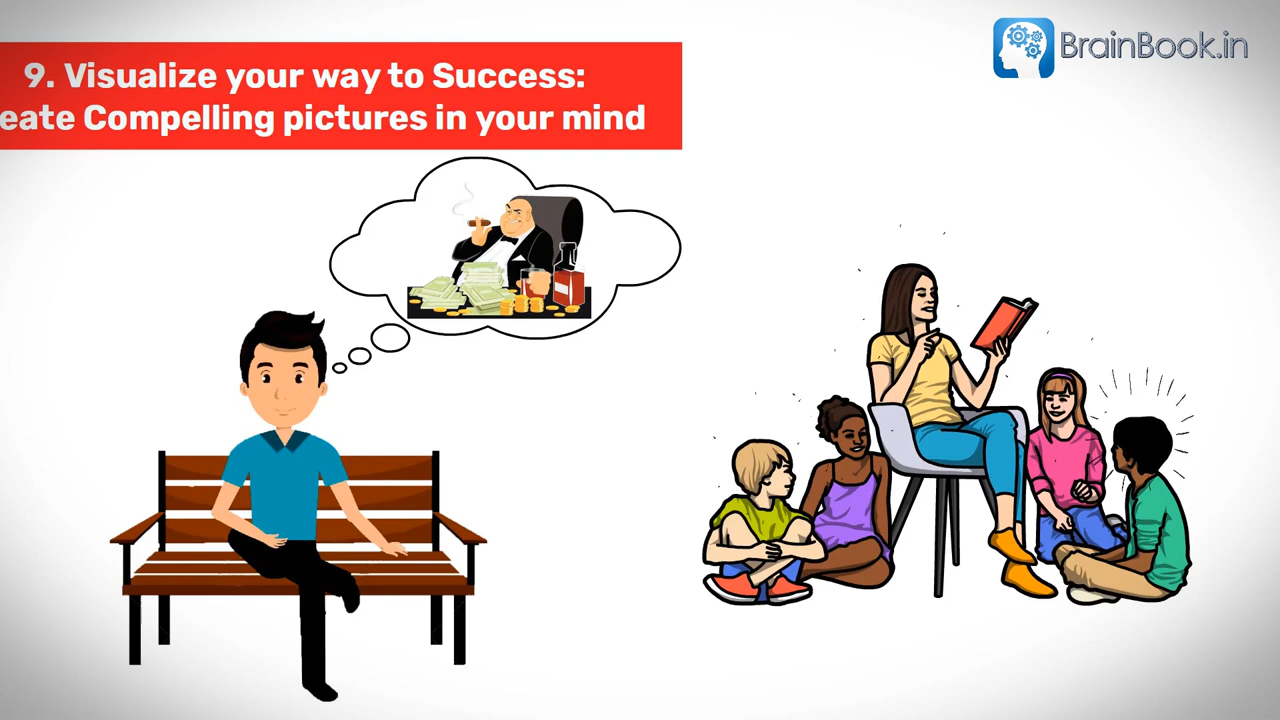 9. Visualize your way to Success:
eate Compelling pictures in your mind
BrainBook.in